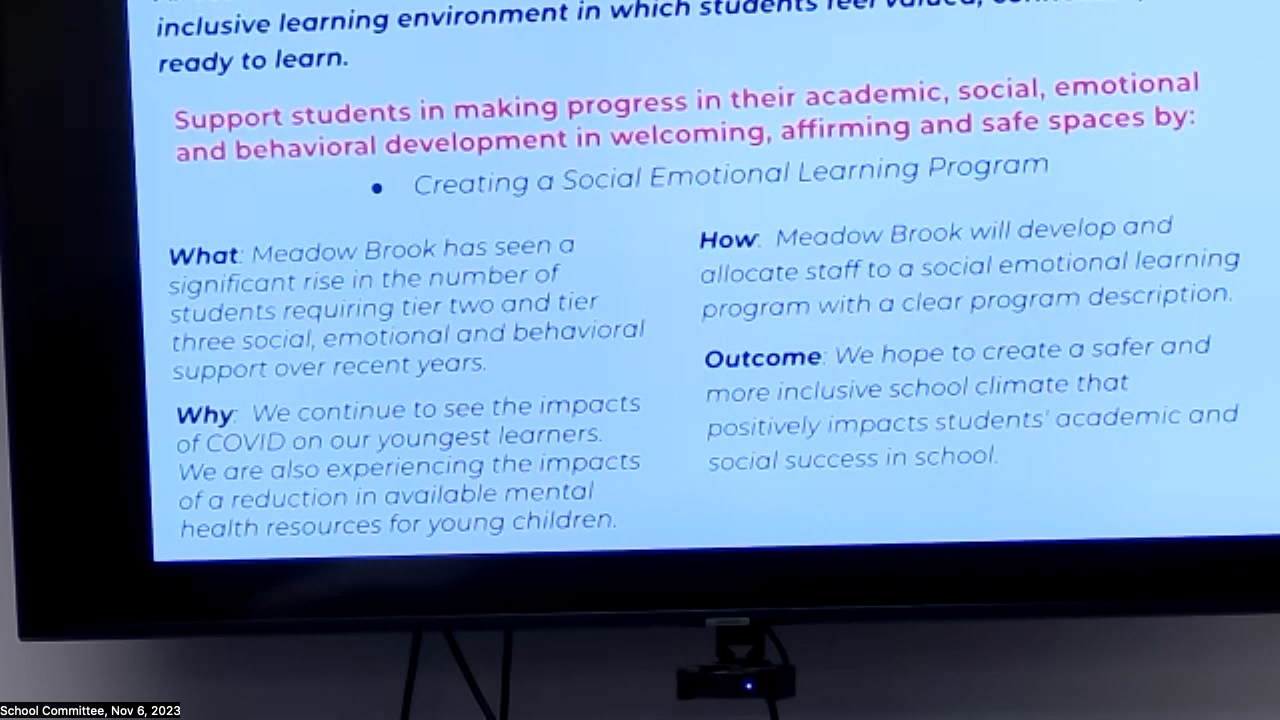 inclusive learning environment in which students feel valued,
ready to learn.
Support students in making progress in their academic, social, emotional
and behavioral development in welcoming, affirming and safe spaces by:
• Creating a Social Emotional Learning Program
What: Meadow Brook has seen a
significant rise in the number of
students requiring tier two and tier
three social, emotional and behavioral
support over recent years.
Why: We continue to see the impacts
of COVID on our youngest learners.
We are also experiencing the impacts
of a reduction in available mental
health resources for young children.
How: Meadow Brook will develop and
allocate staff to a social emotional learning
program with a clear program description.
Outcome: We hope to create a safer and
more inclusive school climate that
positively impacts students' academic and
social success in school.
School Committee, Nov 6, 2023